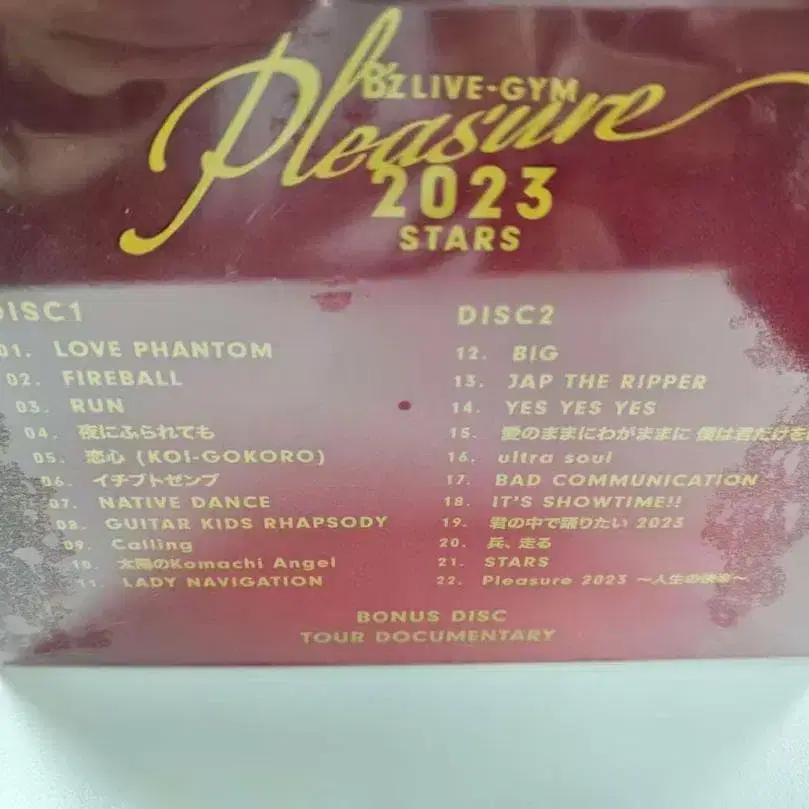 B'z LIVE-GYM
Pleasure
2023
STARS
DISC1
01. LOVE PHANTOM
02. FIREBALL
03. RUN
04. 夜にふられても
05. 恋心 (KOI-GOKORO)
06. イチブトゼンブ
07. NATIVE DANCE
08. GUITAR KIDS RHAPSODY
09. Calling
10. 太陽のKomachi Angel
11. LADY NAVIGATION
DISC2
12. BIG
13. JAP THE RIPPER
14. YES YES YES
15. 愛のままにわがままに 僕は君だけを
16. ultra soul
17. BAD COMMUNICATION
18. IT'S SHOWTIME!!
19. 君の中で踊りたい 2023
20. 兵、走る
21. STARS
22. Pleasure 2023 ～人生の快楽～
BONUS DISC
TOUR DOCUMENTARY